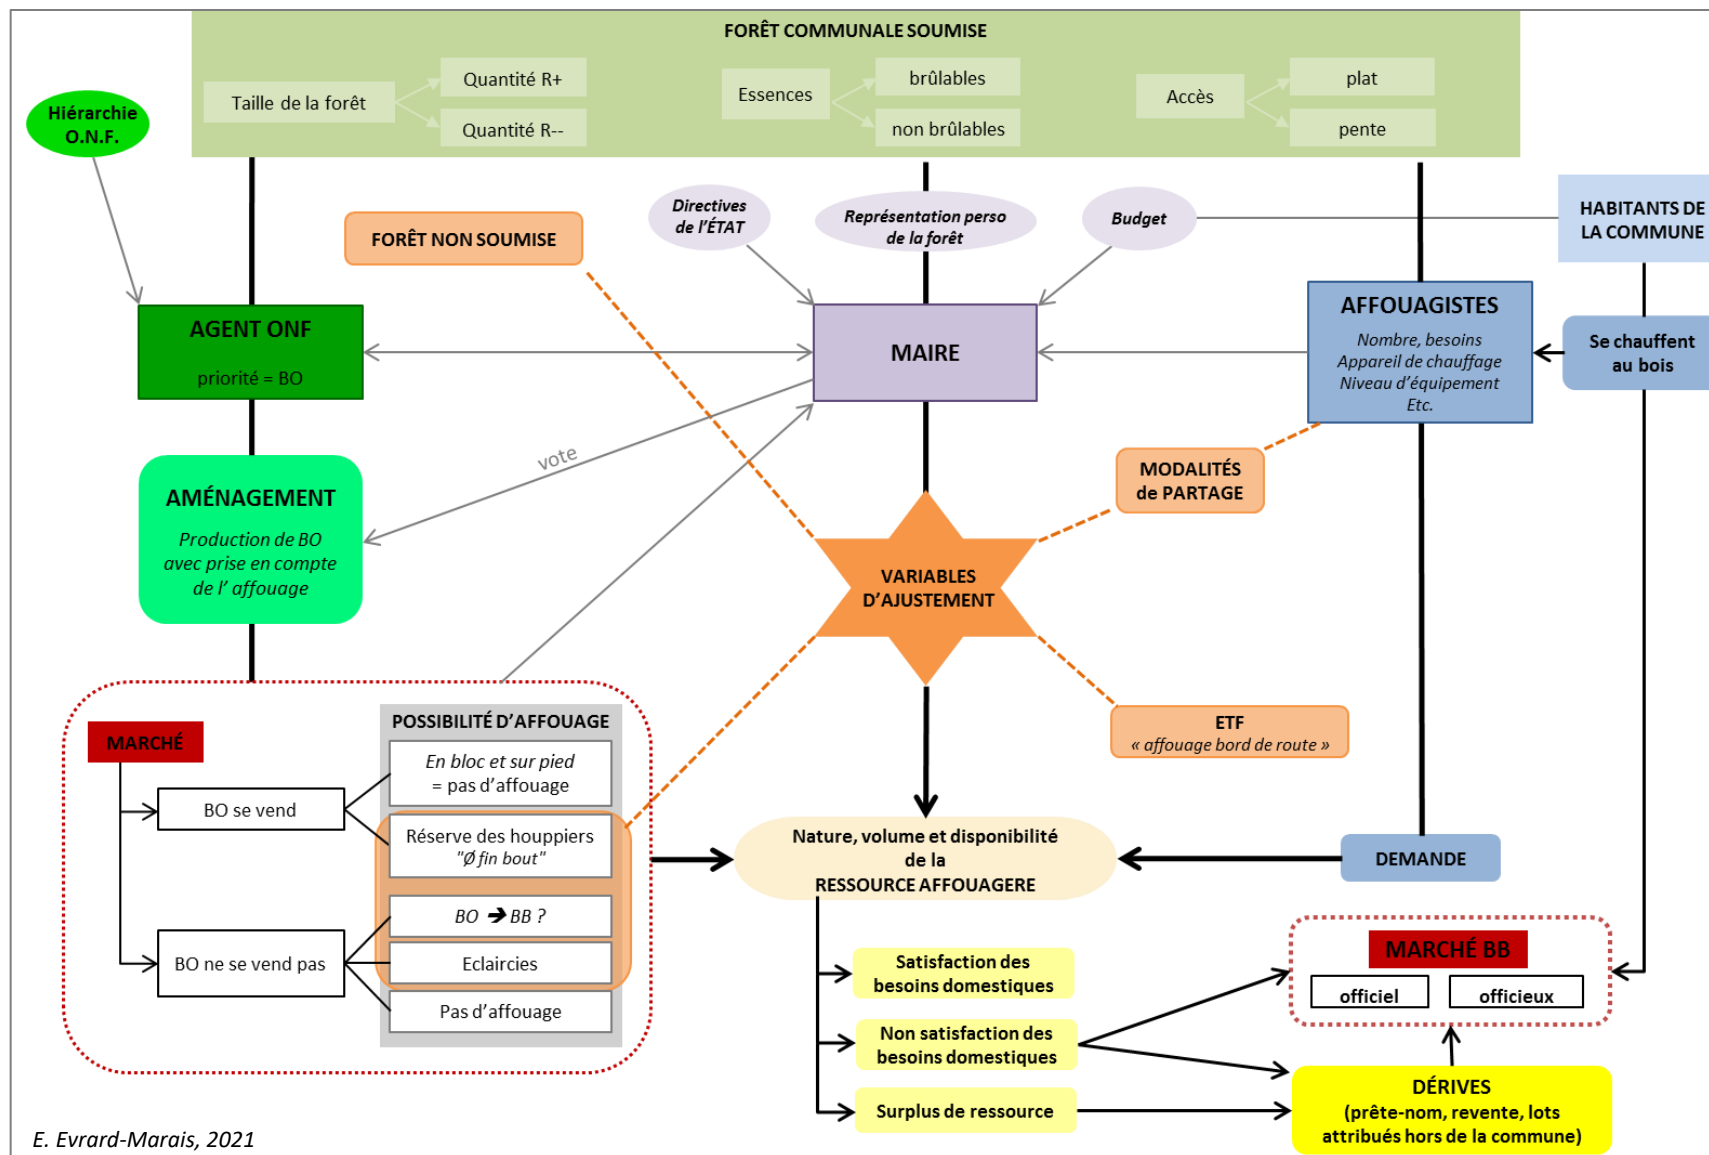 FORÊT COMMUNALE SOUMISE
Taille de la forêt
Quantité R+
Quantité R--
Essences
brûlables
non brûlables
Accès
plat
pente
Hiérarchie
O.N.F.
Directives
de l'ÉTAT
Représentation perso
de la forêt
Budget
HABITANTS DE
LA COMMUNE
FORÊT NON SOUMISE
AGENT ONF
priorité = BO
MAIRE
AFFOUAGISTES
Nombre, besoins
Appareil de chauffage
Niveau d'équipement
Etc.
Se chauffent
au bois
vote
AMÉNAGEMENT
Production de BO
avec prise en compte
de l' affouage
MODALITÉS
de PARTAGE
VARIABLES
D'AJUSTEMENT
ETF
« affouage bord de route »
MARCHÉ
POSSIBILITÉ D'AFFOUAGE
En bloc et sur pied
= pas d'affouage
BO se vend
Réserve des houppiers
"Ø fin bout"
BO ➔ BB ?
BO ne se vend pas
Eclaircies
Pas d'affouage
Nature, volume et disponibilité
de la
RESSOURCE AFFOUAGERE
DEMANDE
Satisfaction des
besoins domestiques
Non satisfaction des
besoins domestiques
Surplus de ressource
MARCHÉ BB
officiel
officieux
DÉRIVES
(prête-nom, revente, lots
attribués hors de la commune)
E. Evrard-Marais, 2021